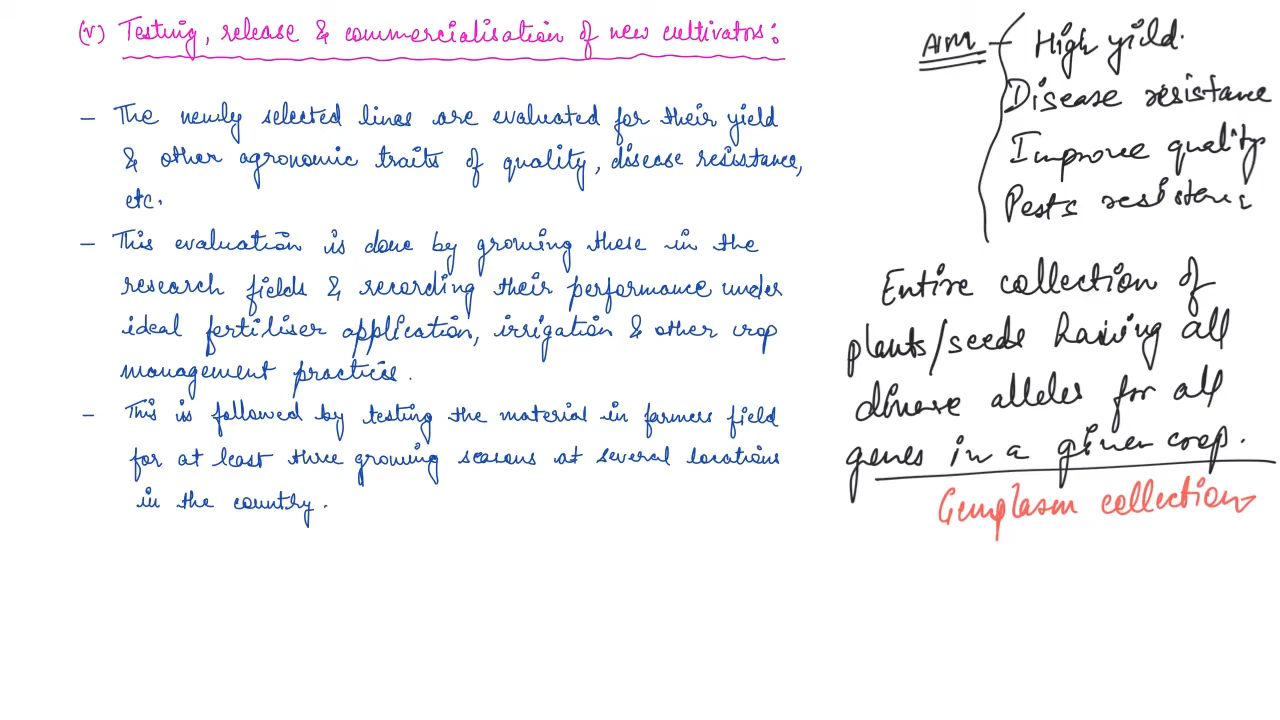 (v) Testing, release & commercialisation of new cultivators:
- The newly selected lines are evaluated for their yield
& other agronomic traits of quality, disease resistance,
etc.
- This evaluation is done by growing these in the
research fields & recording their performance under
ideal fertiliser application, irrigation & other crop
management practices.
- This is followed by testing the material in farmers field
for at least three growing seasons at several locations
in the country.
AIM - High yield.
Disease resistance
Improve quality
Pests resistenc
Entire collection of
plants/seeds having all
diverse alleles for all
genes in a given crop.
Germplasm collection